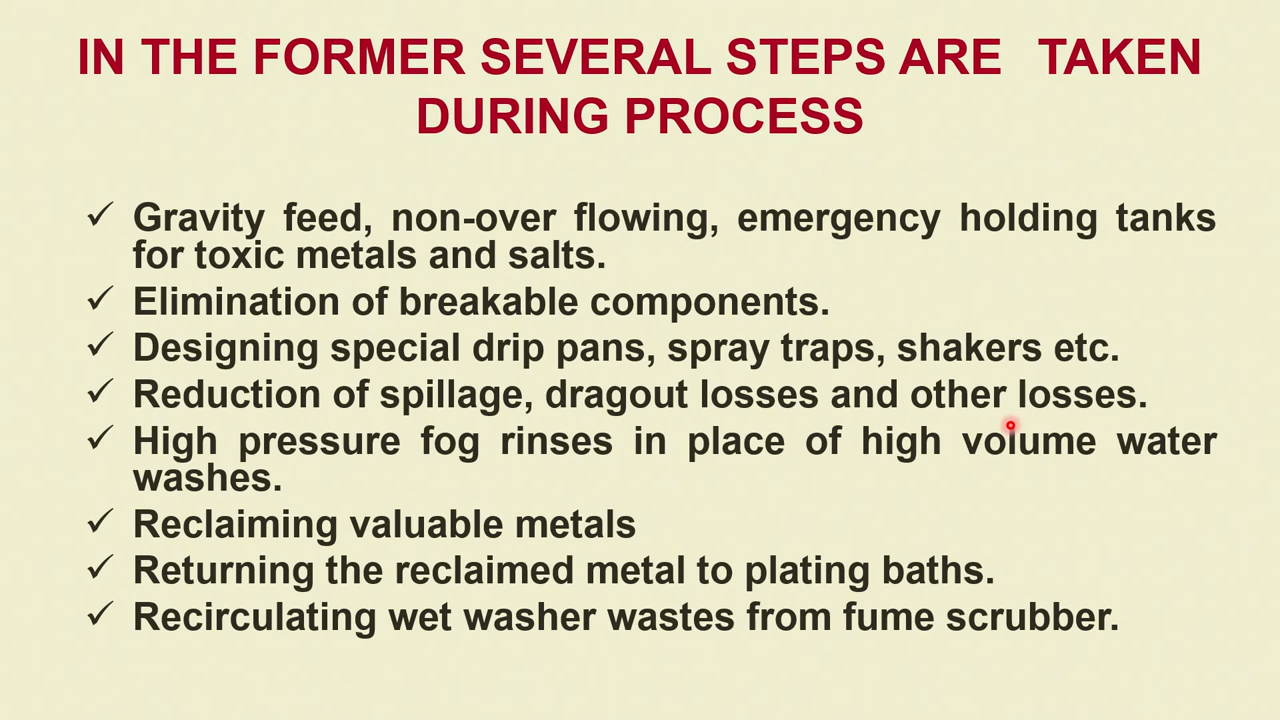 IN THE FORMER SEVERAL STEPS ARE TAKEN
DURING PROCESS
✓ Gravity feed, non-over flowing, emergency holding tanks
for toxic metals and salts.
✓ Elimination of breakable components.
✓ Designing special drip pans, spray traps, shakers etc.
✓ Reduction of spillage, dragout losses and other losses.
✓ High pressure fog rinses in place of high volume water
washes.
✓ Reclaiming valuable metals
✓ Returning the reclaimed metal to plating baths.
✓ Recirculating wet washer wastes from fume scrubber.